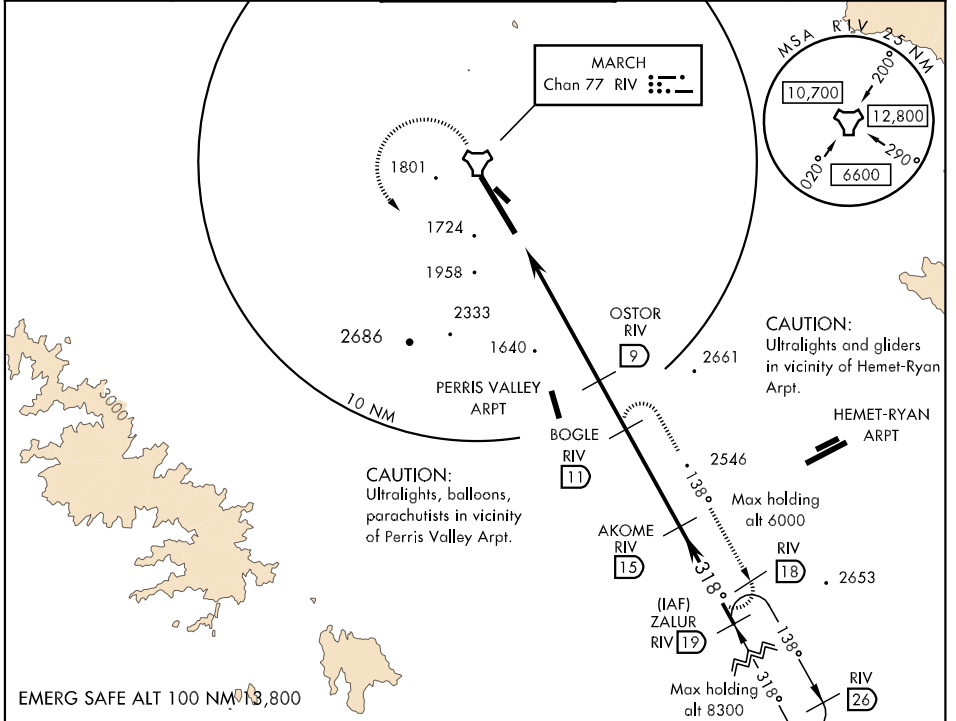 MARCH
Chan 77 RIV
MSA RIV 25 NM
200°
10,700
12,800
290°
020°
6600
1801
1724
1958
2333
2686
1640
OSTOR
RIV
9
2661
CAUTION:
Ultralights and gliders
in vicinity of Hemet-Ryan
Arpt.
3000
10 NM
PERRIS VALLEY
ARPT
HEMET-RYAN
ARPT
BOGLE
RIV
11
CAUTION:
Ultralights, balloons,
parachutists in vicinity
of Perris Valley Arpt.
2546
138°
Max holding
alt 6000
AKOME
RIV
15
318°
RIV
18
2653
(IAF)
ZALUR
RIV 19
138°
Max holding
alt 8300
318°
RIV
26
EMERG SAFE ALT 100 NM 13,800